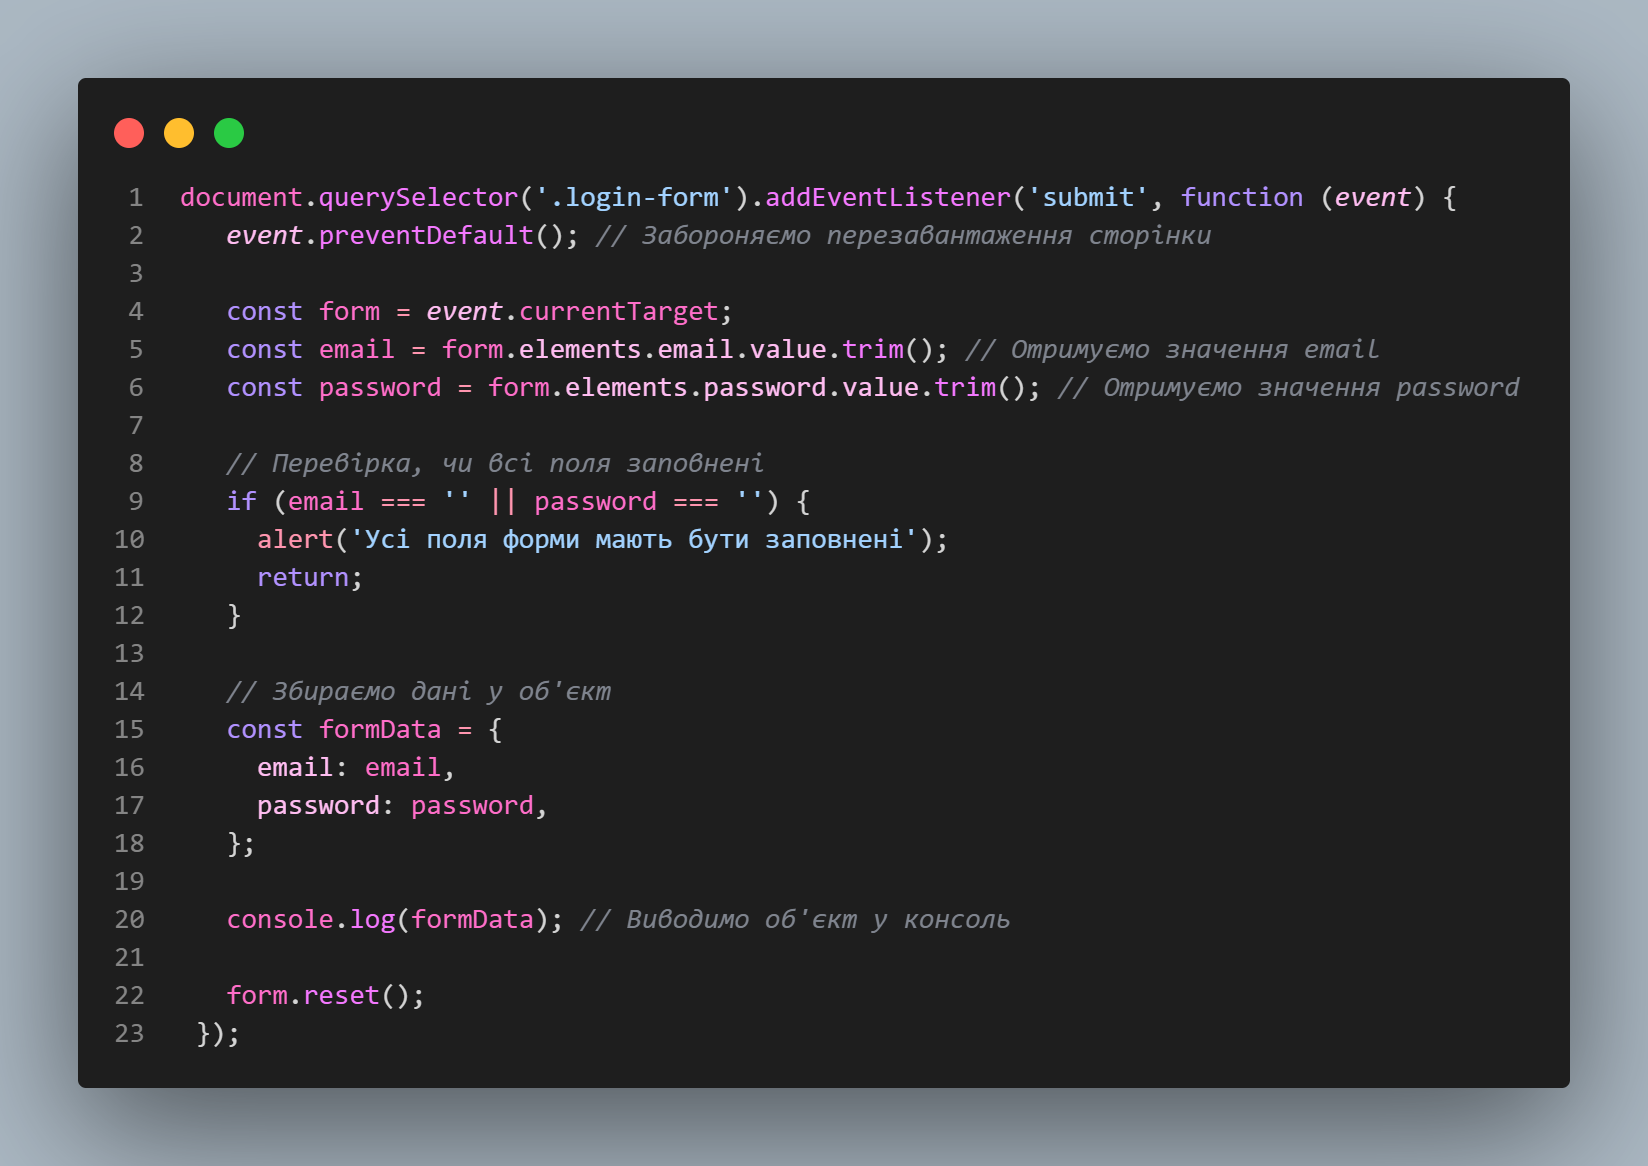 1 document.querySelector('.login-form').addEventListener('submit', function (event) {
2 event.preventDefault(); // Забороняємо перезавантаження сторінки
3
4 const form = event.currentTarget;
5 const email = form.elements.email.value.trim(); // Отримуємо значення email
6 const password = form.elements.password.value.trim(); // Отримуємо значення password
7
8 // Перевірка, чи всі поля заповнені
9 if (email === '' || password === '') {
10 alert('Усі поля форми мають бути заповнені');
11 return;
12 }
13
14 // Збираємо дані у об'єкт
15 const formData = {
16 email: email,
17 password: password,
18 };
19
20 console.log(formData); // Виводимо об'єкт у консоль
21
22 form.reset();
23 });